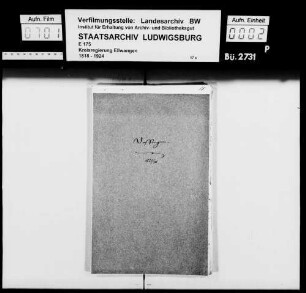 Aufn. Film
0701
Verfilmungsstelle: Landesarchiv BW
Institut für Erhaltung von Archiv- und Bibliotheksgut
STAATSARCHIV LUDWIGSBURG
E 175
Kreisregierung Ellwangen
1818 - 1924
Aufn. Einheit
0002
P
Bü. 2731